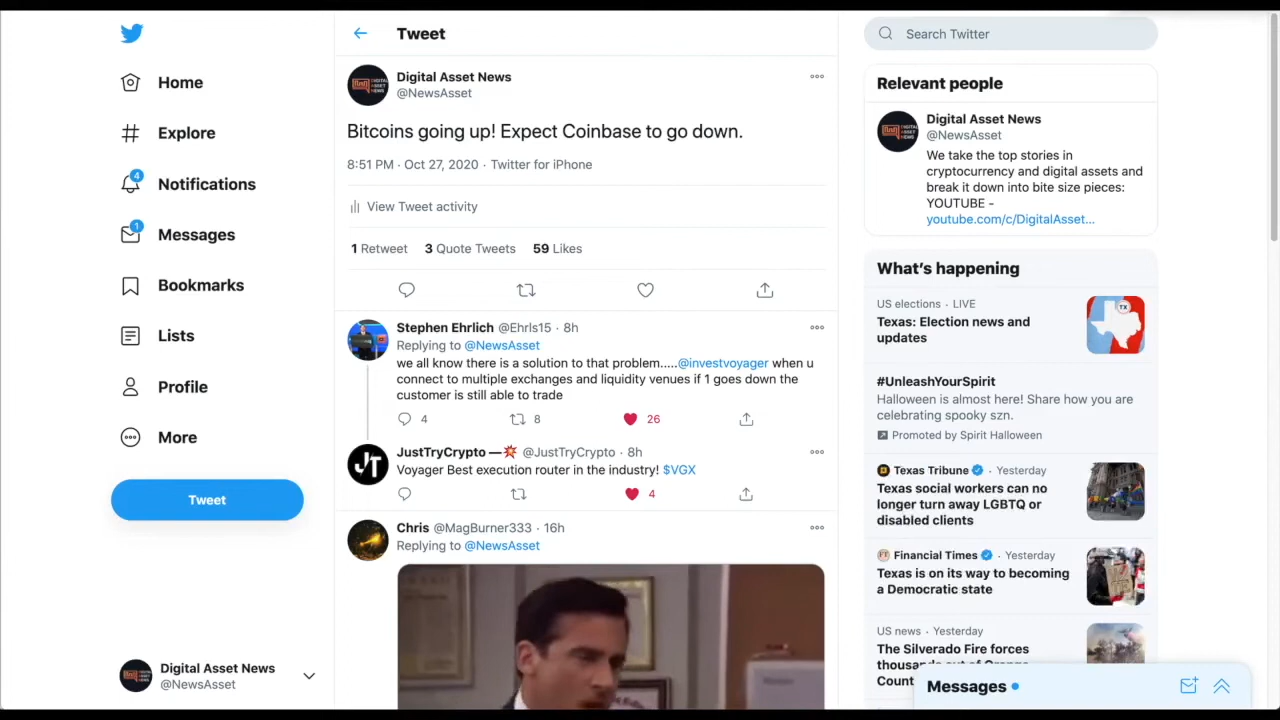 Home
Explore
4
Notifications
1
Messages
Bookmarks
Lists
Profile
More
Tweet
Digital Asset News
@NewsAsset
Tweet
Digital Asset News
@NewsAsset
Bitcoins going up! Expect Coinbase to go down.
8:51 PM · Oct 27, 2020 · Twitter for iPhone
View Tweet activity
1 Retweet 3 Quote Tweets 59 Likes
Stephen Ehrlich @Ehrls15 · 8h
Replying to @NewsAsset
we all know there is a solution to that problem.....@investvoyager when u
connect to multiple exchanges and liquidity venues if 1 goes down the
customer is still able to trade
4 8 26
JustTryCrypto —💥 @JustTryCrypto · 8h
Voyager Best execution router in the industry! $VGX
4
Chris @MagBurner333 · 16h
Replying to @NewsAsset
Search Twitter
Relevant people
Digital Asset News
@NewsAsset
We take the top stories in
cryptocurrency and digital assets and
break it down into bite size pieces:
YOUTUBE -
youtube.com/c/DigitalAsset...
What's happening
US elections · LIVE
Texas: Election news and
updates
TX
#UnleashYourSpirit
Halloween is almost here! Share how you are
celebrating spooky szn.
Promoted by Spirit Halloween
Texas Tribune · Yesterday
Texas social workers can no
longer turn away LGBTQ or
disabled clients
Financial Times · Yesterday
Texas is on its way to becoming
a Democratic state
US news · Yesterday
The Silverado Fire forces
thousands out of Orange
Count
Messages